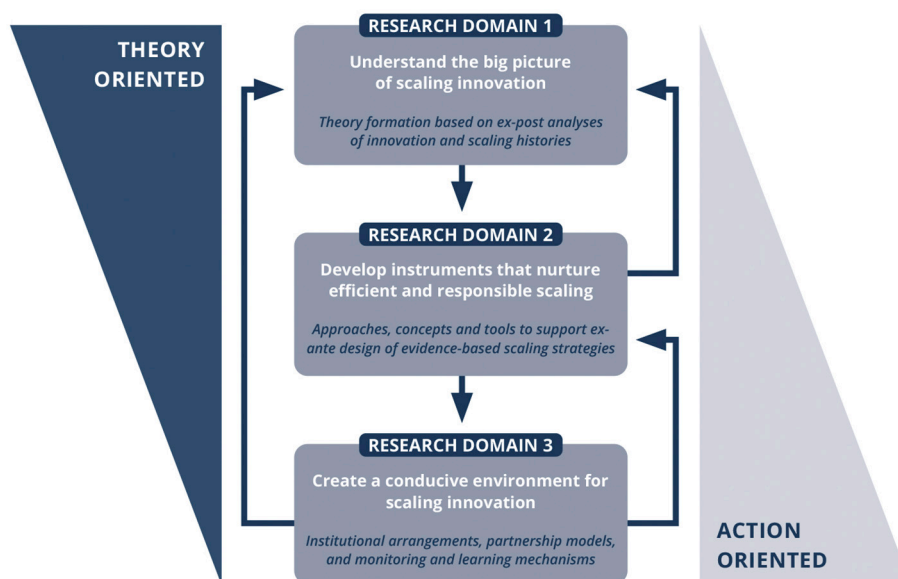 THEORY
ORIENTED
RESEARCH DOMAIN 1
Understand the big picture
of scaling innovation
Theory formation based on ex-post analyses
of innovation and scaling histories
RESEARCH DOMAIN 2
Develop instruments that nurture
efficient and responsible scaling
Approaches, concepts and tools to support ex-
ante design of evidence-based scaling strategies
RESEARCH DOMAIN 3
Create a conducive environment for
scaling innovation
Institutional arrangements, partnership models,
and monitoring and learning mechanisms
ACTION
ORIENTED